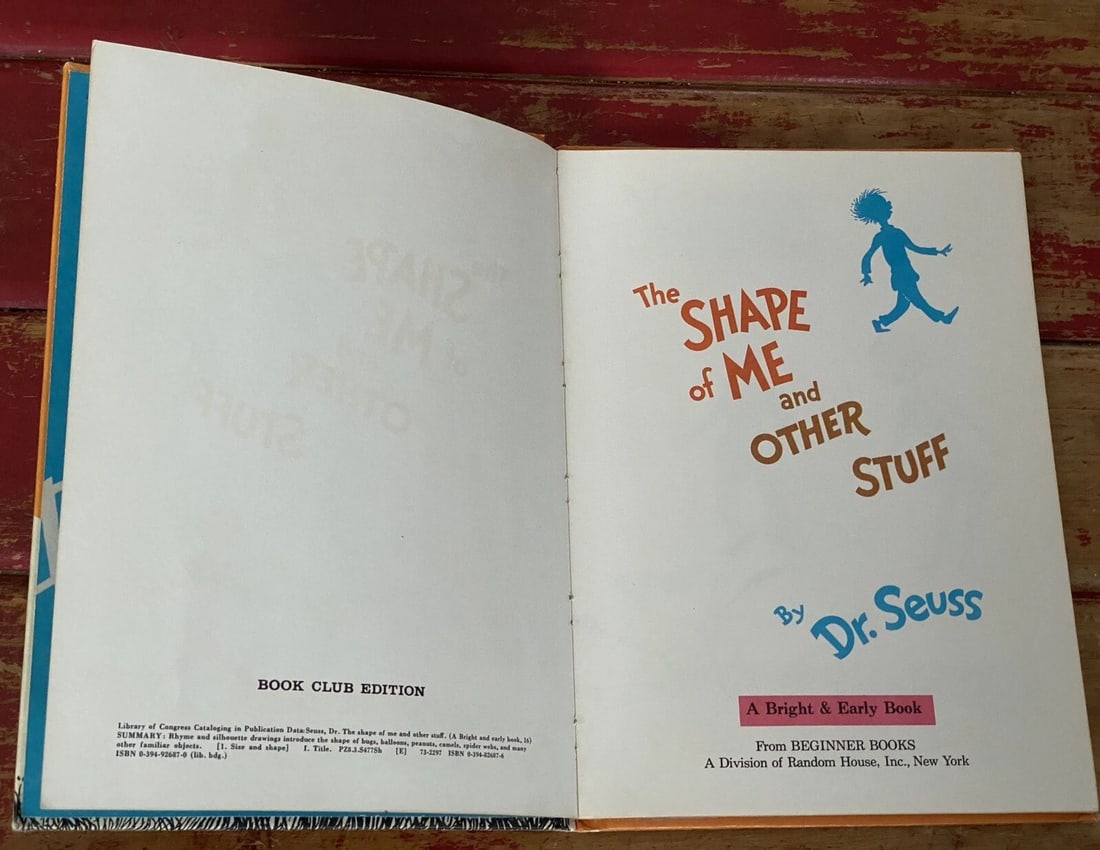 BOOK CLUB EDITION
Library of Congress Cataloging in Publication Data: Seuss, Dr. The shape of me and other stuff. (A Bright and early book, 16)
SUMMARY: Rhyme and silhouette drawings introduce the shape of bugs, balloons, peanuts, camels, spider webs, and many
other familiar objects. [1. Size and shape] I. Title. PZ8.3.S477Sh [E] 73-2297 ISBN 0-394-82687-6
ISBN 0-394-92687-0 (lib. bdg.)
The
SHAPE
of ME
and
OTHER
STUFF
By Dr. Seuss
A Bright & Early Book
From BEGINNER BOOKS
A Division of Random House, Inc., New York